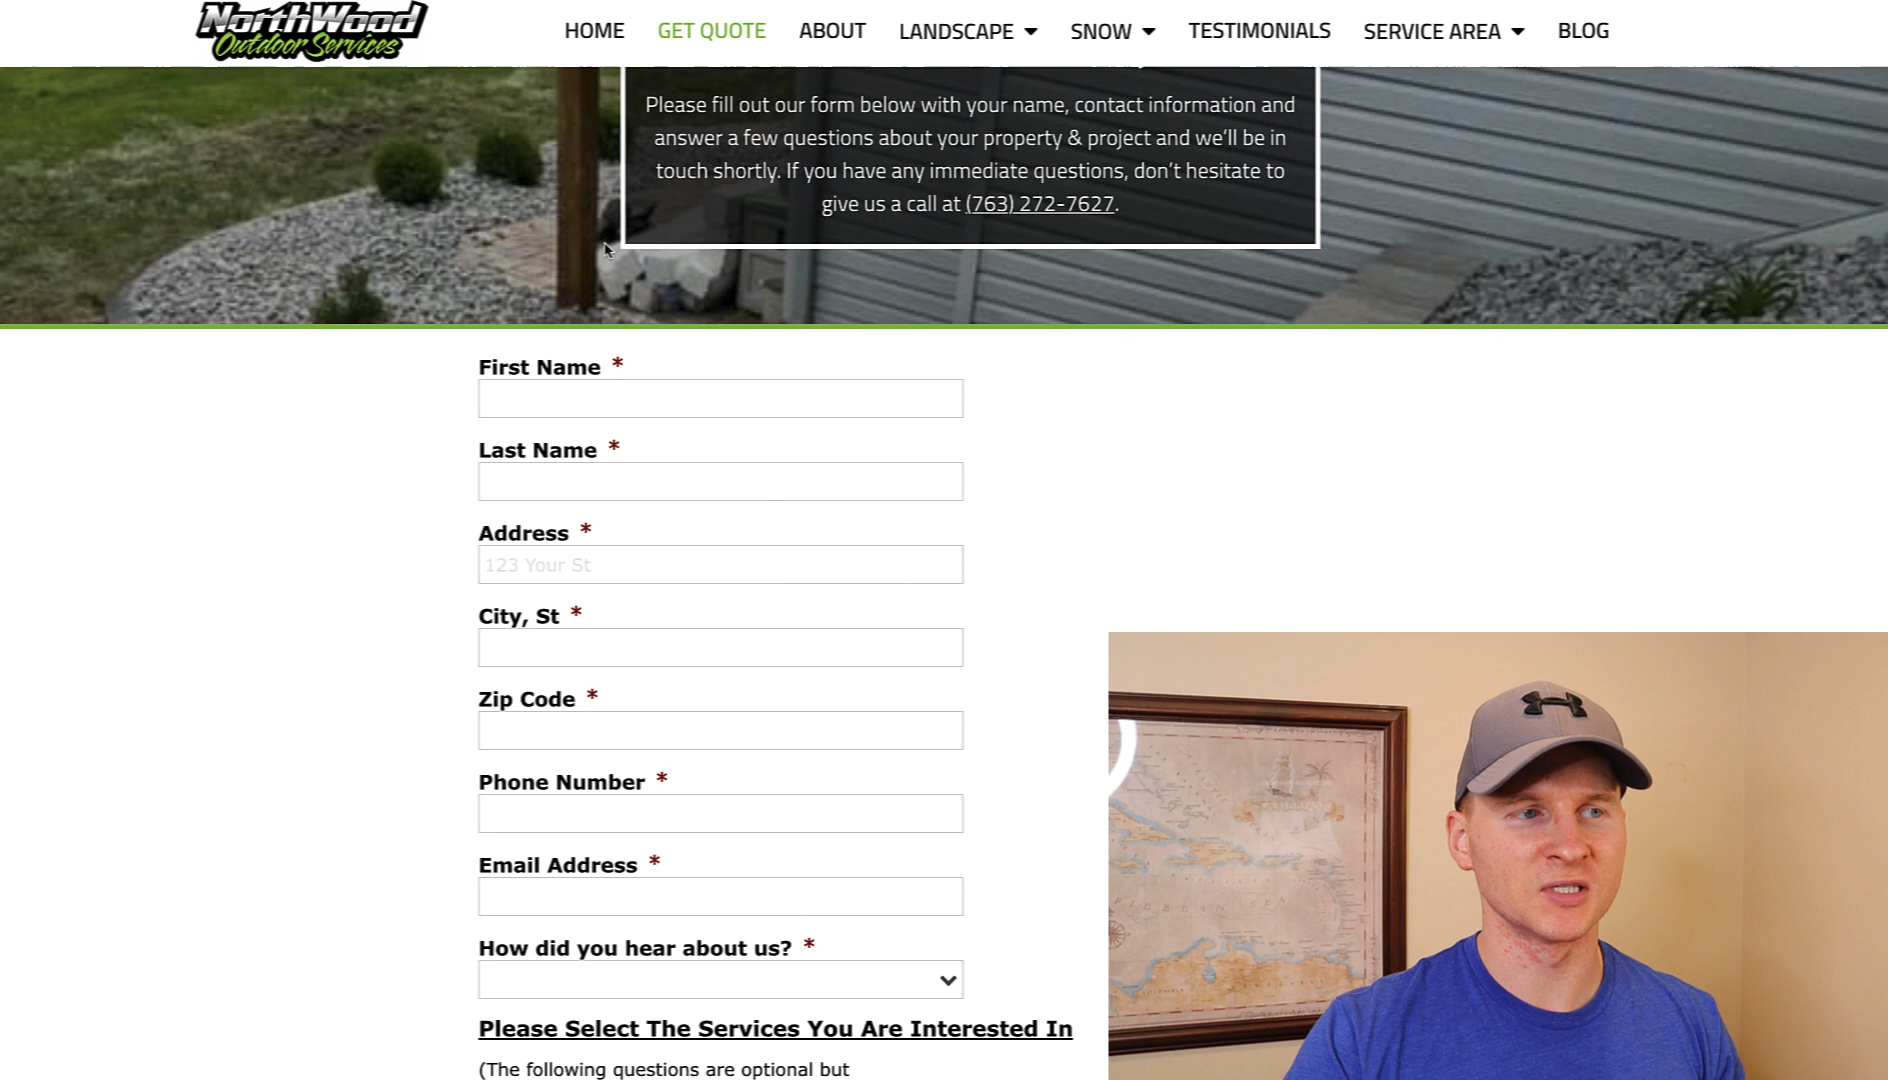 NorthWood
Outdoor Services
HOME
GET QUOTE
ABOUT
LANDSCAPE
SNOW
TESTIMONIALS
SERVICE AREA
BLOG
Please fill out our form below with your name, contact information and
answer a few questions about your property & project and we’ll be in
touch shortly. If you have any immediate questions, don’t hesitate to
give us a call at (763) 272-7627.
First Name *
Last Name *
Address *
123 Your St
City, St *
Zip Code *
Phone Number *
Email Address *
How did you hear about us? *
Please Select The Services You Are Interested In
(The following questions are optional but